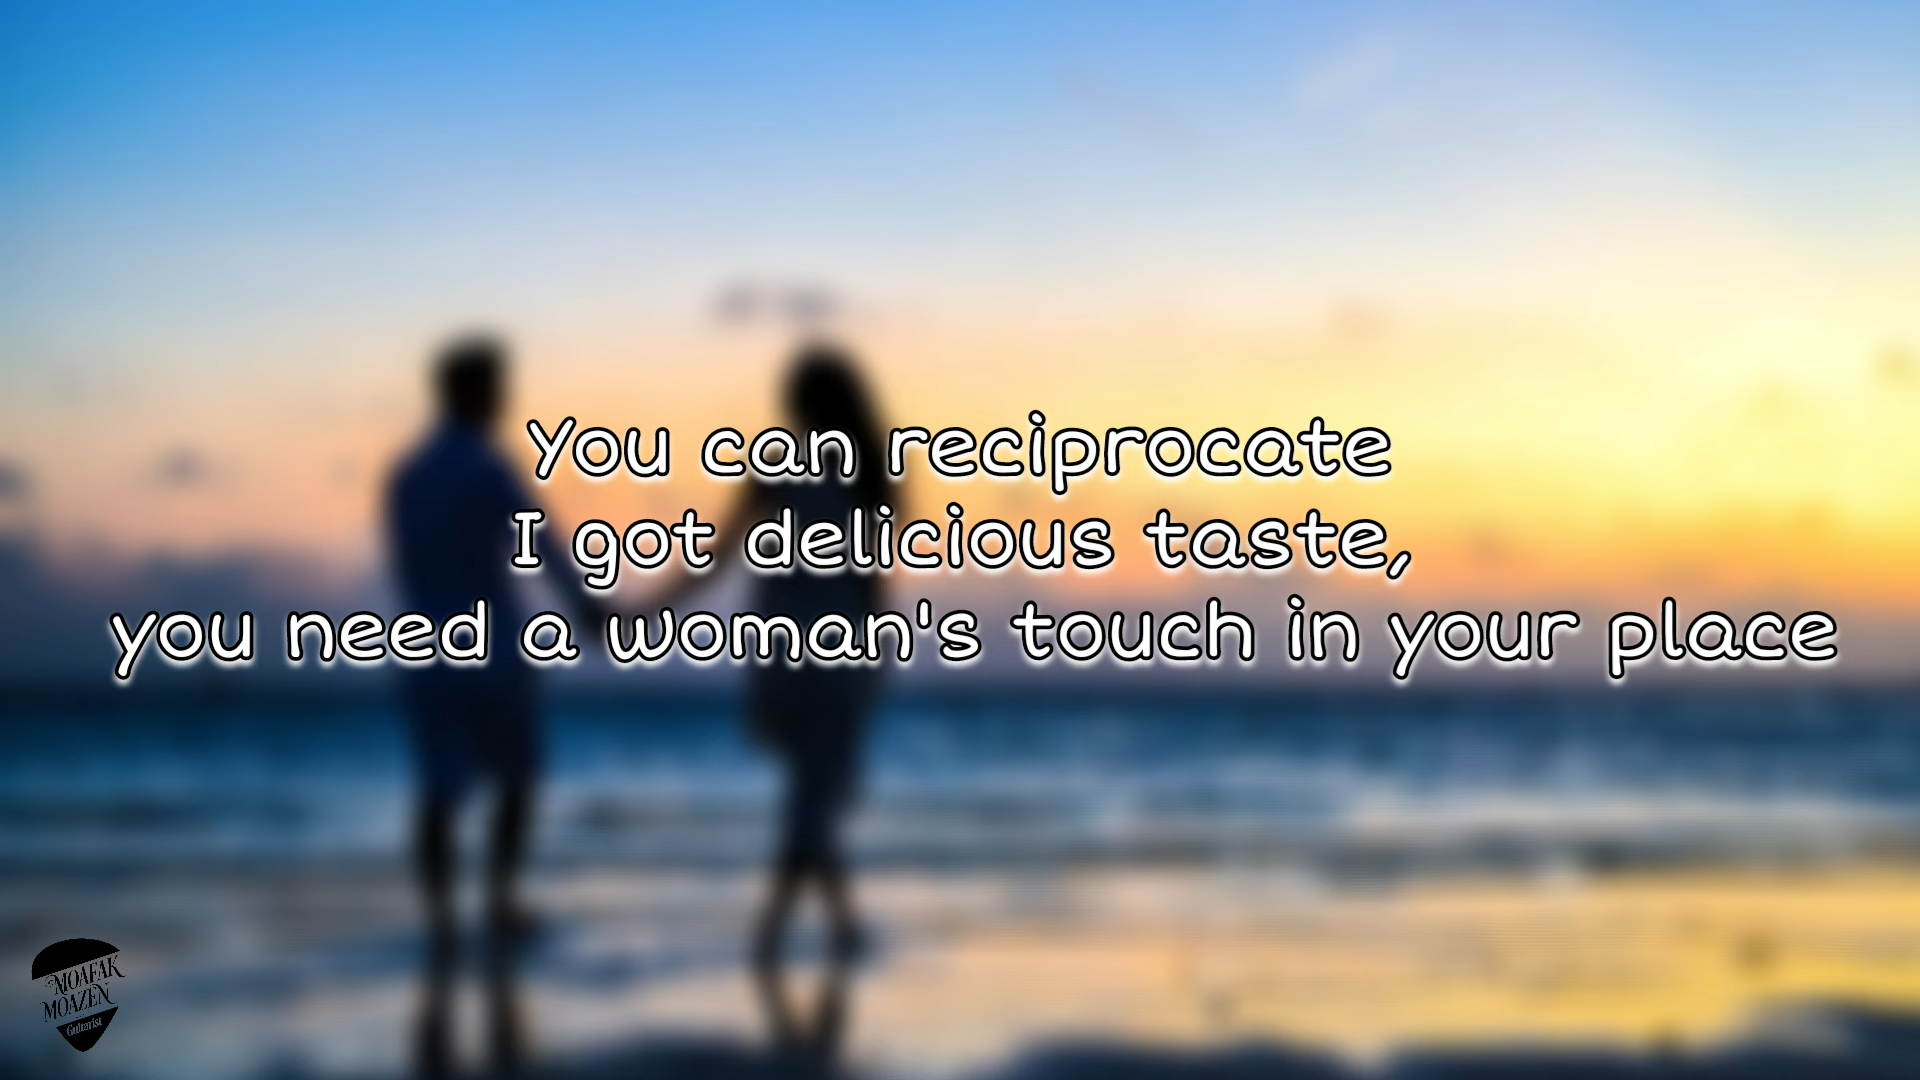 You can reciprocate
I got delicious taste,
you need a woman's touch in your place
MOAFAK
MOAZEN
Guitarist